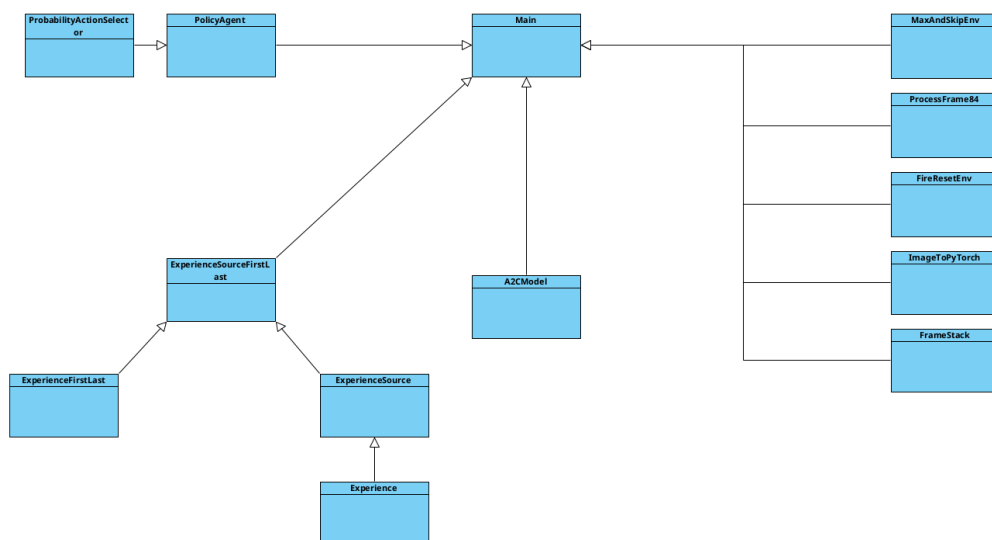 ProbabilityActionSelect
or
PolicyAgent
Main
MaxAndSkipEnv
ProcessFrame84
FireResetEnv
ExperienceSourceFirstL
ast
ImageToPyTorch
A2CModel
FrameStack
ExperienceFirstLast
ExperienceSource
Experience